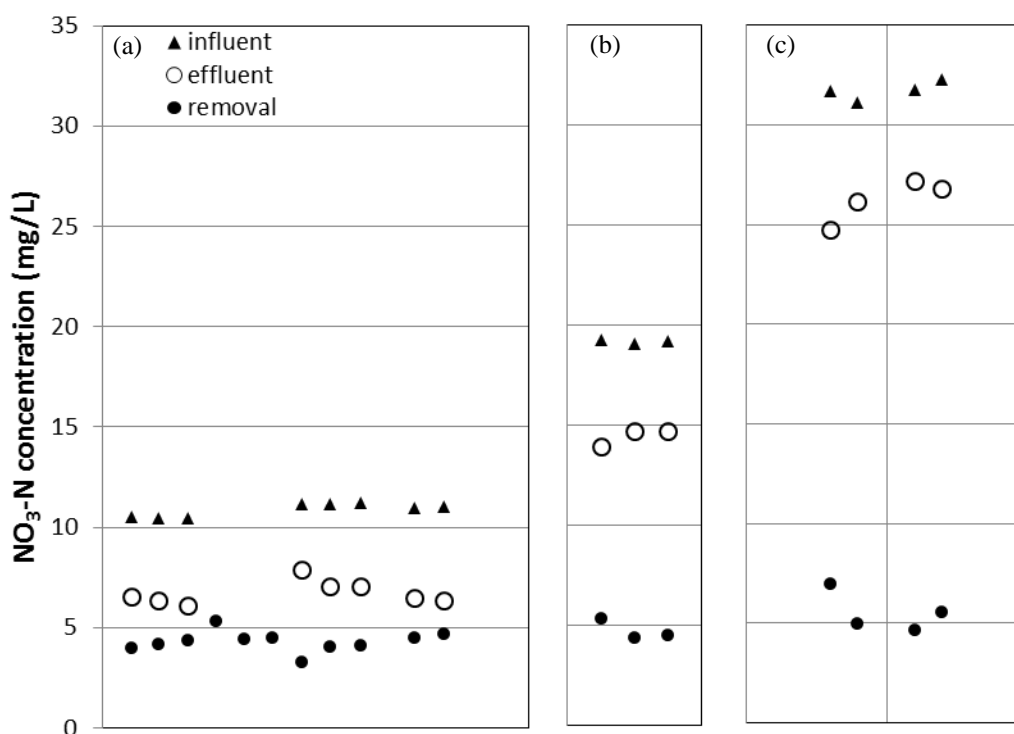 35
30
25
20
15
10
5
0
NO₃-N concentration (mg/L)
(a)
influent
effluent
removal
(b)
(c)